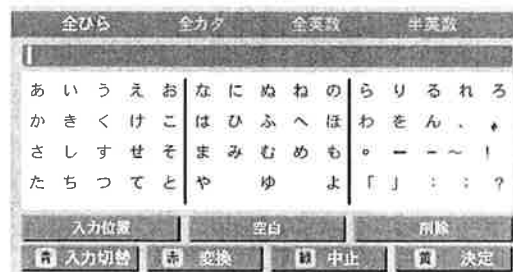 全ひら 全カタ 全英数 半英数
あ い う え お な に ぬ ね の ら り る れ ろ
か き く け こ は ひ ふ へ ほ わ を ん 、
さ し す せ そ ま み む め も 。 ー － ～ ！
た ち つ て と や ゆ よ 「 」 ： ； ？
入力位置 空白 削除
青 入力切替 赤 変換 緑 中止 黄 決定